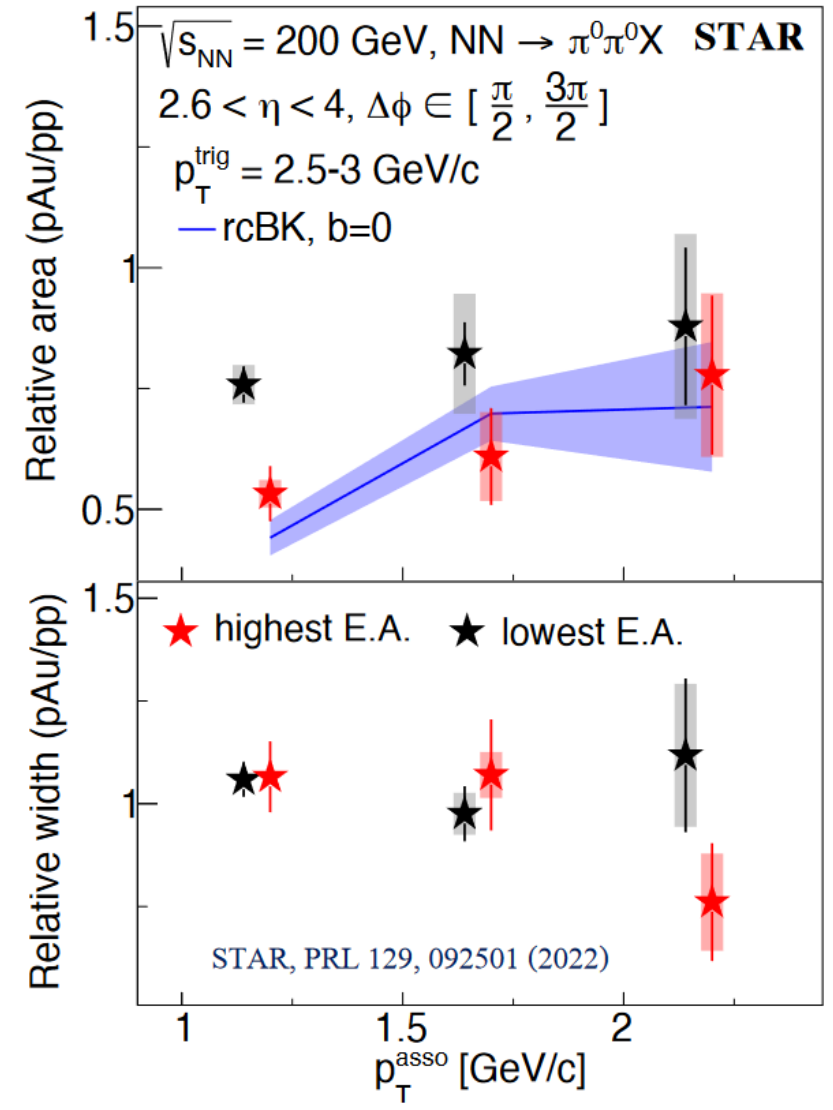 √s_NN = 200 GeV, NN → π⁰π⁰X STAR
2.6 < η < 4, Δϕ ∈ [ π/2 , 3π/2 ]
p_T^trig = 2.5-3 GeV/c
rcBK, b=0
Relative area (pAu/pp)
1.5
1
0.5
highest E.A. lowest E.A.
Relative width (pAu/pp)
1.5
1
STAR, PRL 129, 092501 (2022)
1 1.5 2
p_T^asso [GeV/c]